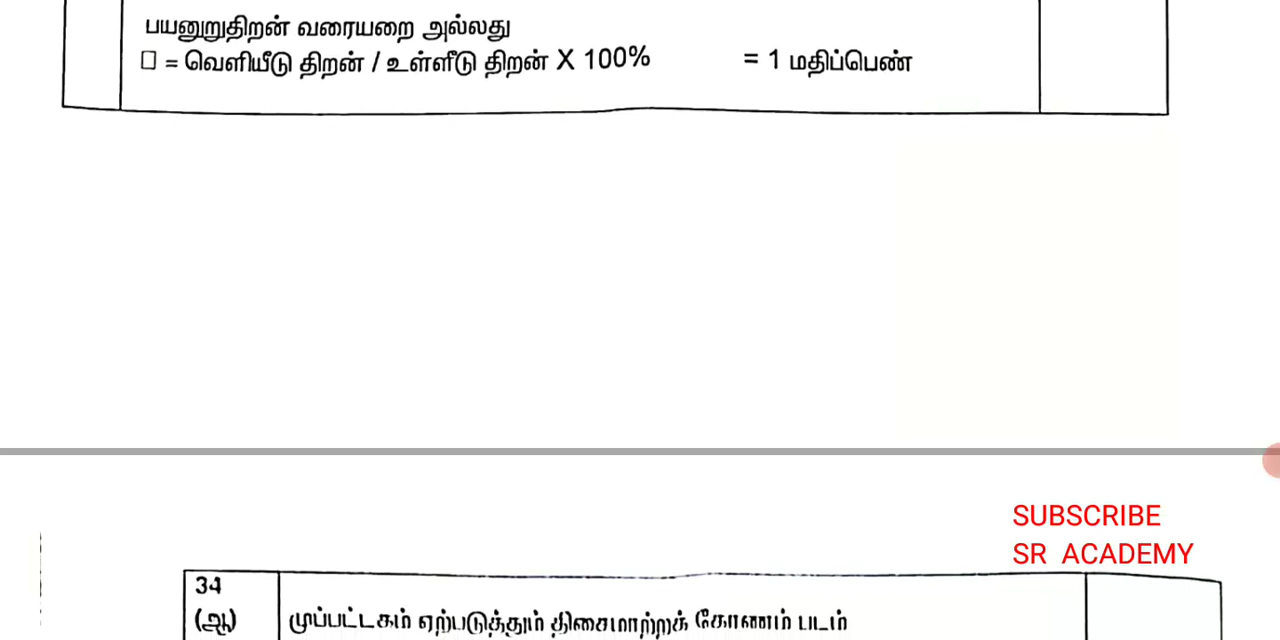 பயனுறுதிறன் வரையறை அல்லது
□ = வெளியீடு திறன் / உள்ளீடு திறன் X 100% = 1 மதிப்பெண்
SUBSCRIBE
SR ACADEMY
34
(ஆ) முப்பட்டகம் ஏற்படுத்தும் திசைமாற்றக் கோணம் படம்